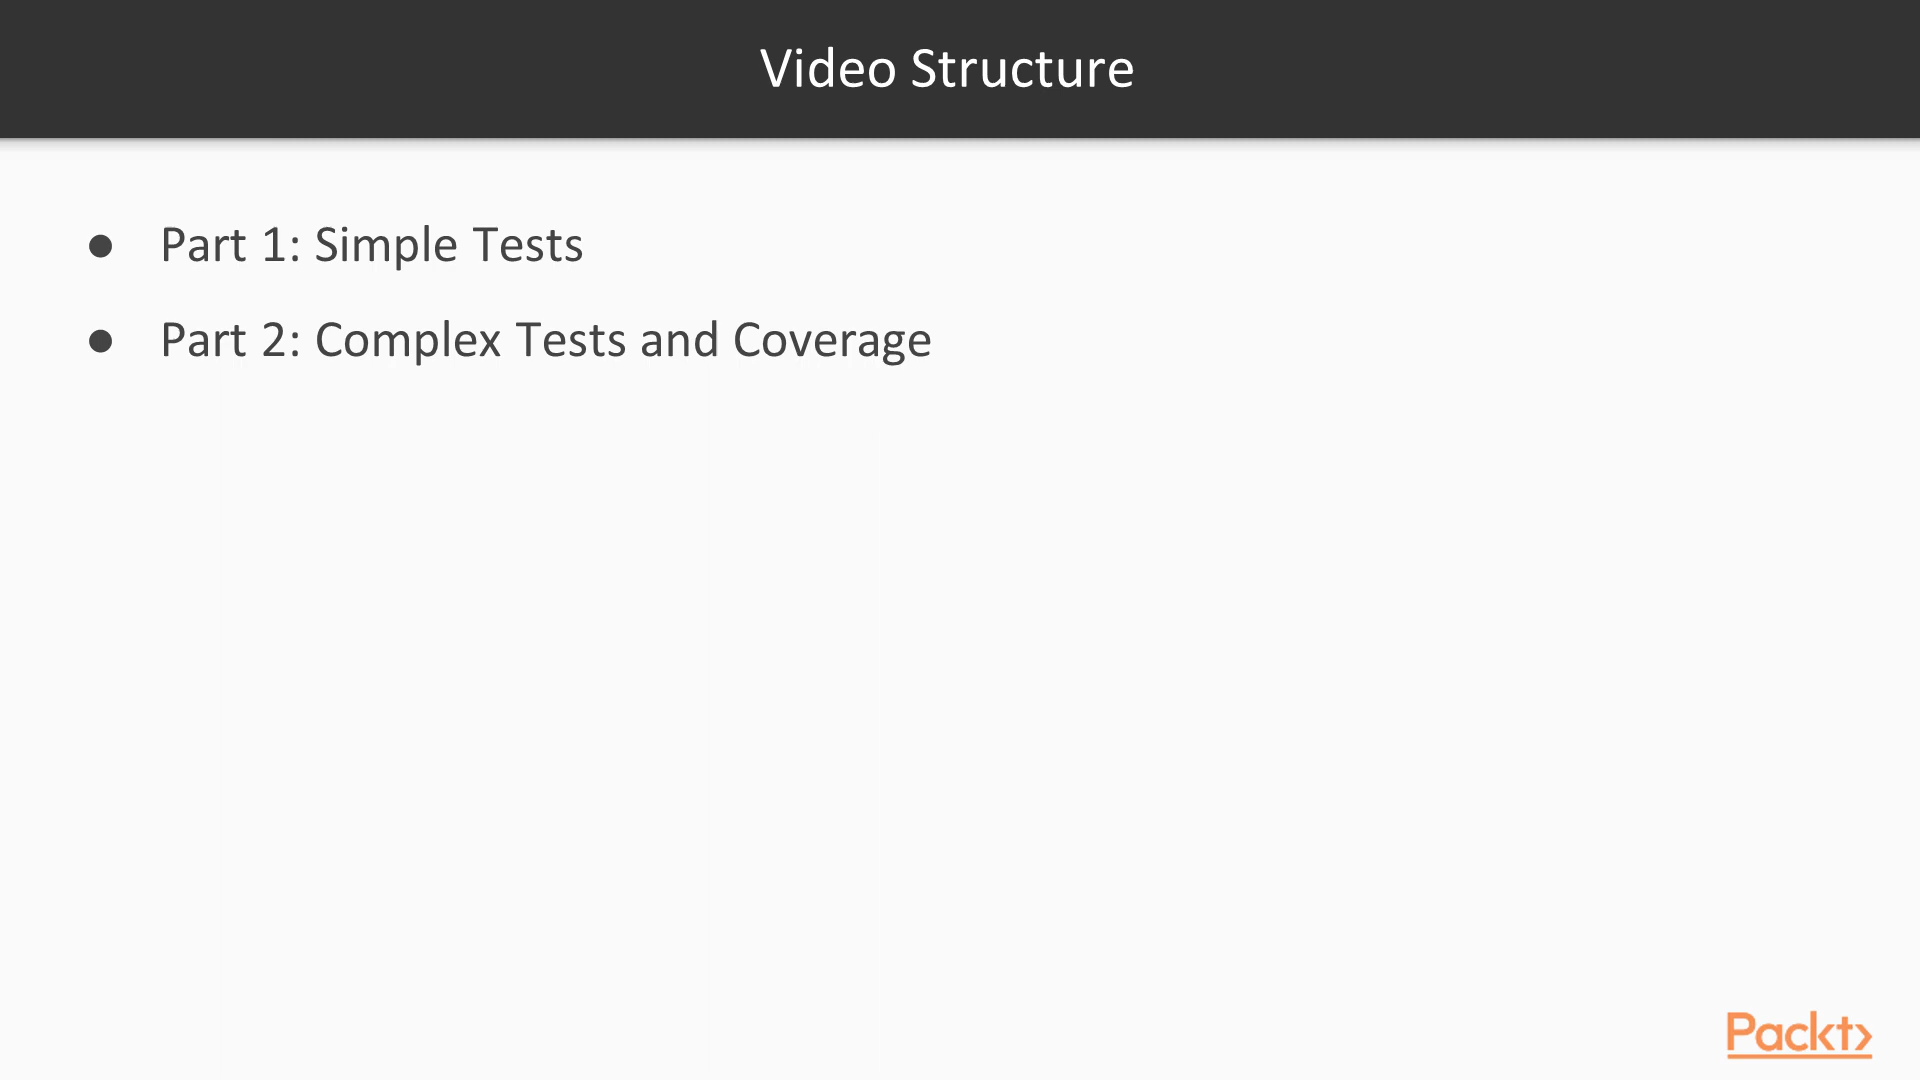 Video Structure
● Part 1: Simple Tests
● Part 2: Complex Tests and Coverage
Packt>